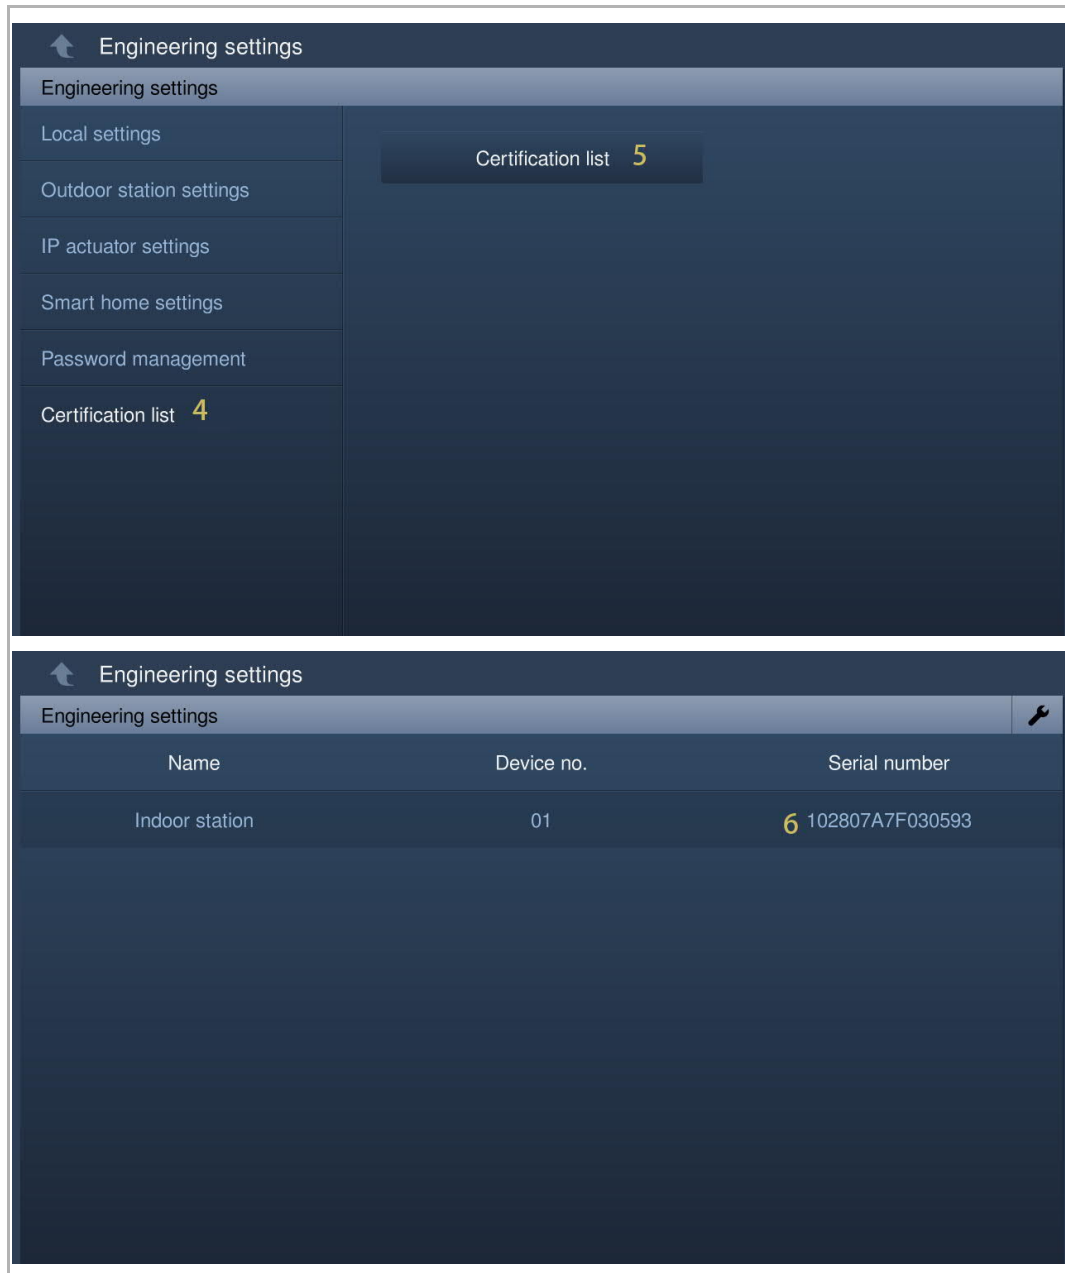 Engineering settings
Engineering settings
Local settings
Certification list 5
Outdoor station settings
IP actuator settings
Smart home settings
Password management
Certification list 4
Engineering settings
Engineering settings
Name Device no. Serial number
Indoor station 01 6 102807A7F030593